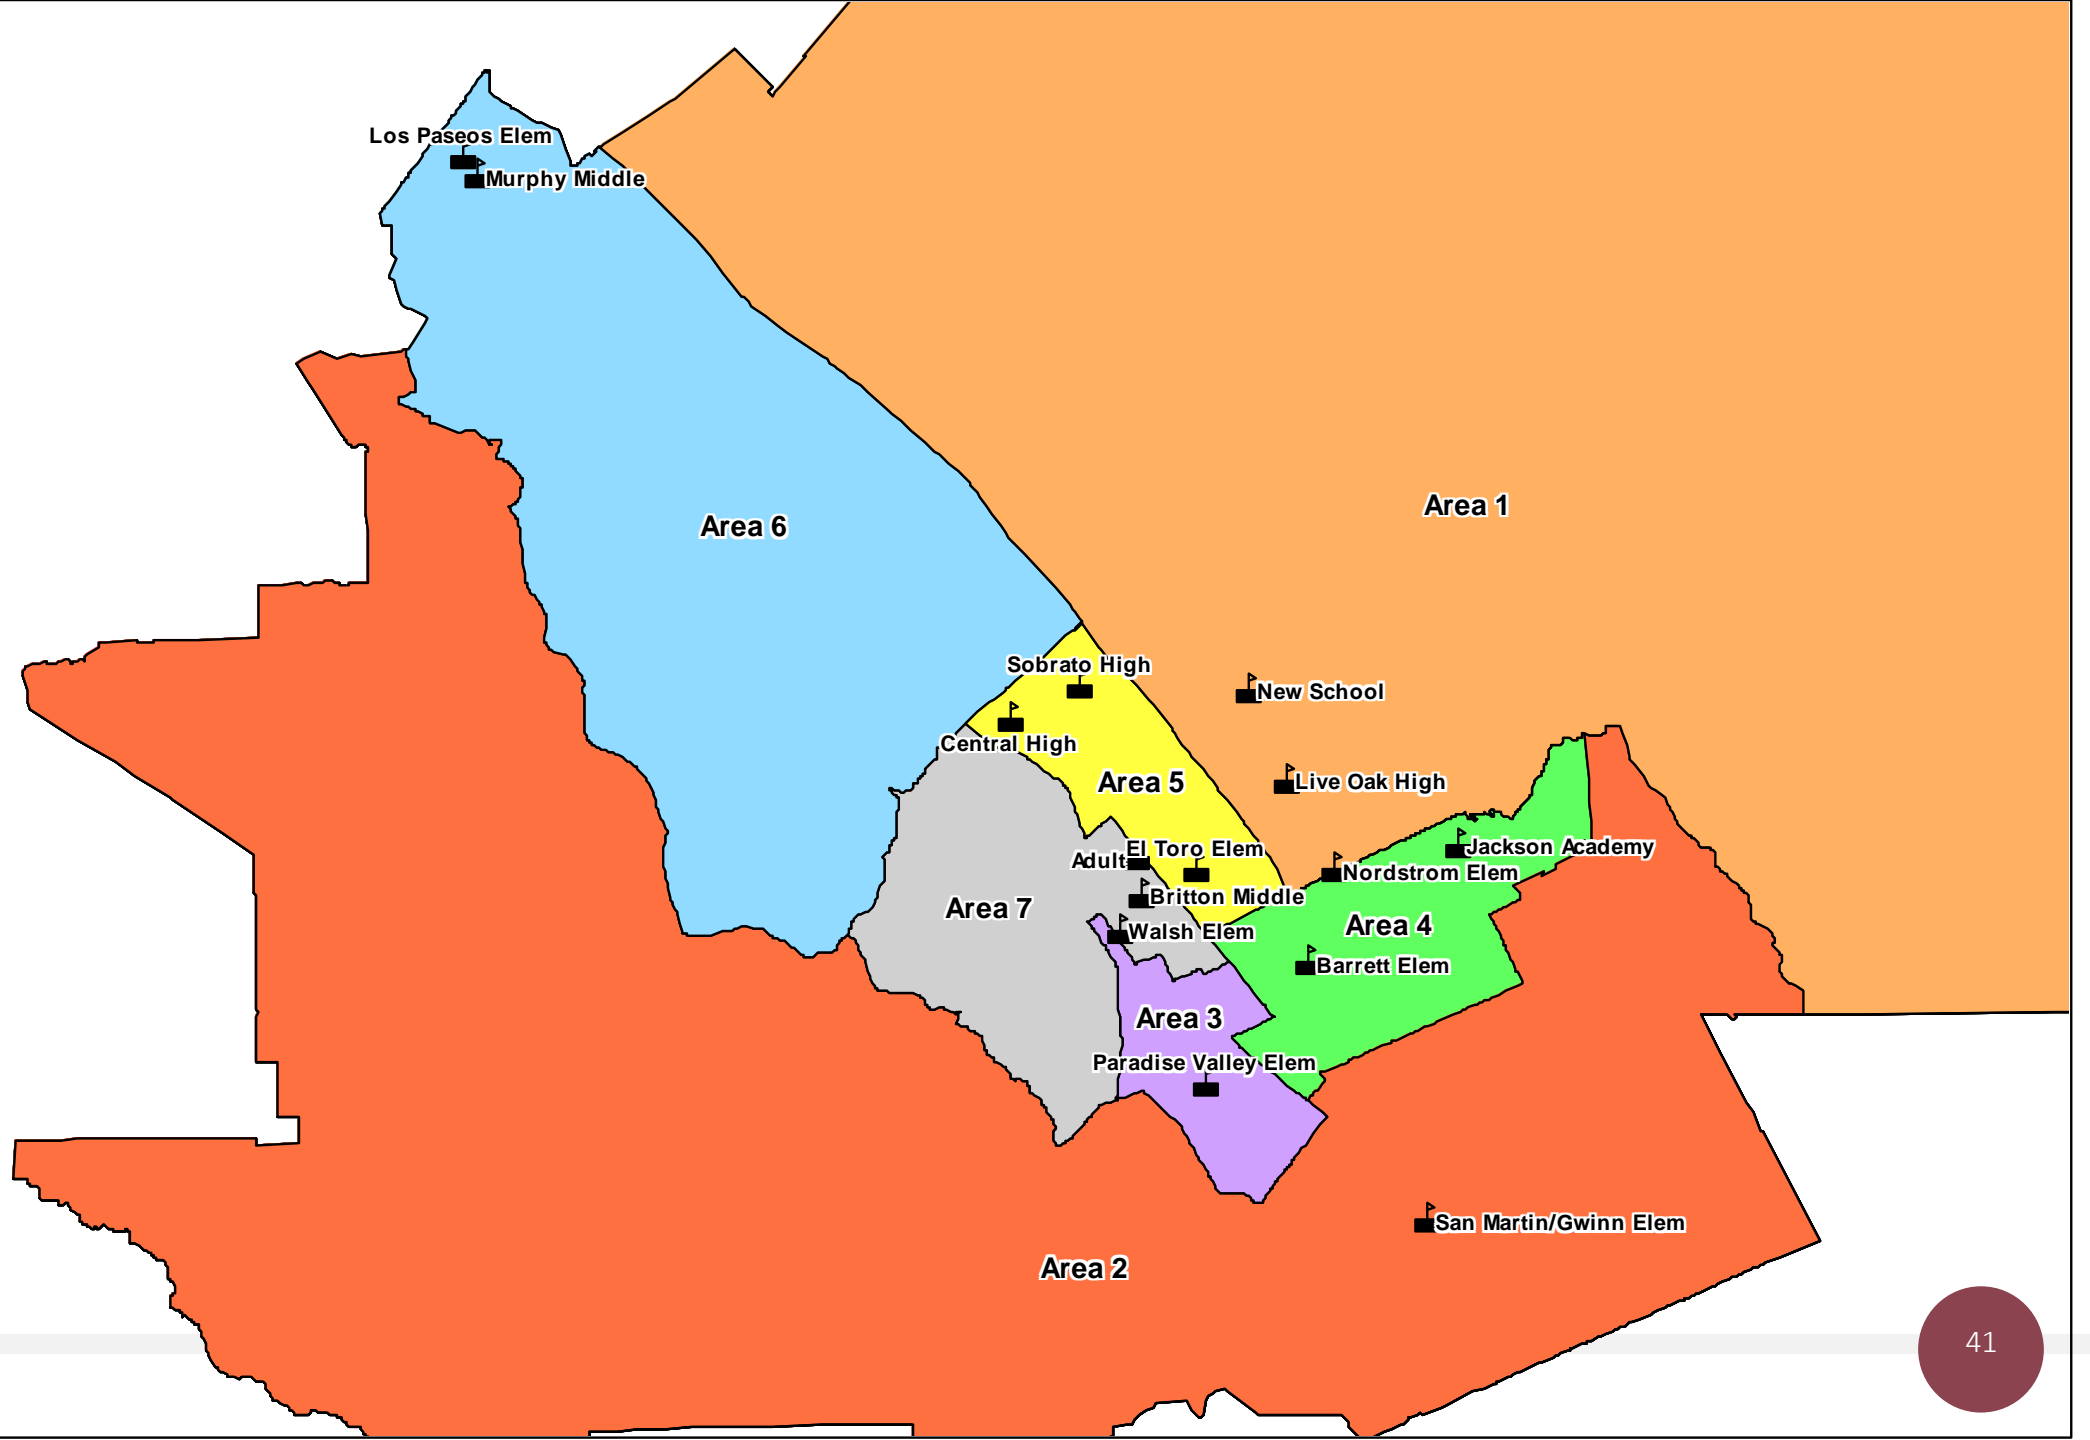 Los Paseos Elem
Murphy Middle
Area 1
Area 6
Sobrato High
New School
Central High
Area 5
Live Oak High
El Toro Elem
Jackson Academy
Adult
Nordstrom Elem
Britton Middle
Area 7
Area 4
Walsh Elem
Barrett Elem
Area 3
Paradise Valley Elem
San Martin/Gwinn Elem
Area 2
41